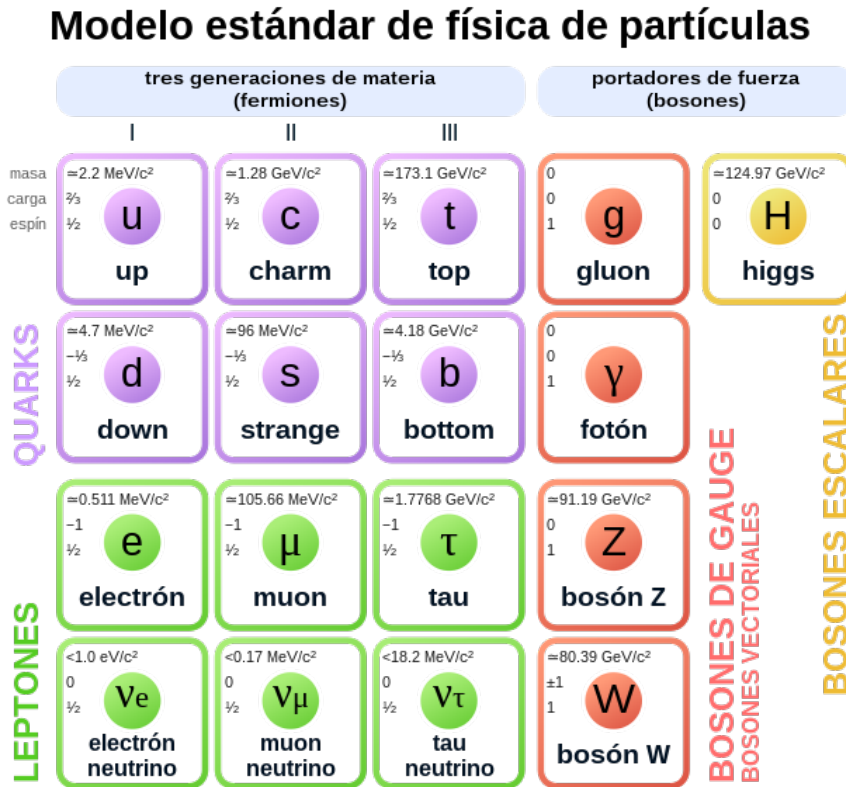 Modelo estándar de física de partículas
tres generaciones de materia
(fermiones)
portadores de fuerza
(bosones)
I
II
III
masa
carga
espín
≃2.2 MeV/c²
⅔
½
u
up
≃1.28 GeV/c²
⅔
½
c
charm
≃173.1 GeV/c²
⅔
½
t
top
0
0
1
g
gluon
≃124.97 GeV/c²
0
0
H
higgs
QUARKS
≃4.7 MeV/c²
−⅓
½
d
down
≃96 MeV/c²
−⅓
½
s
strange
≃4.18 GeV/c²
−⅓
½
b
bottom
0
0
1
γ
fotón
LEPTONES
≃0.511 MeV/c²
−1
½
e
electrón
≃105.66 MeV/c²
−1
½
μ
muon
≃1.7768 GeV/c²
−1
½
τ
tau
≃91.19 GeV/c²
0
1
Z
bosón Z
<1.0 eV/c²
0
½
νe
electrón
neutrino
<0.17 MeV/c²
0
½
νμ
muon
neutrino
<18.2 MeV/c²
0
½
ντ
tau
neutrino
≃80.39 GeV/c²
±1
1
W
bosón W
BOSONES DE GAUGE
BOSONES VECTORIALES
BOSONES ESCALARES